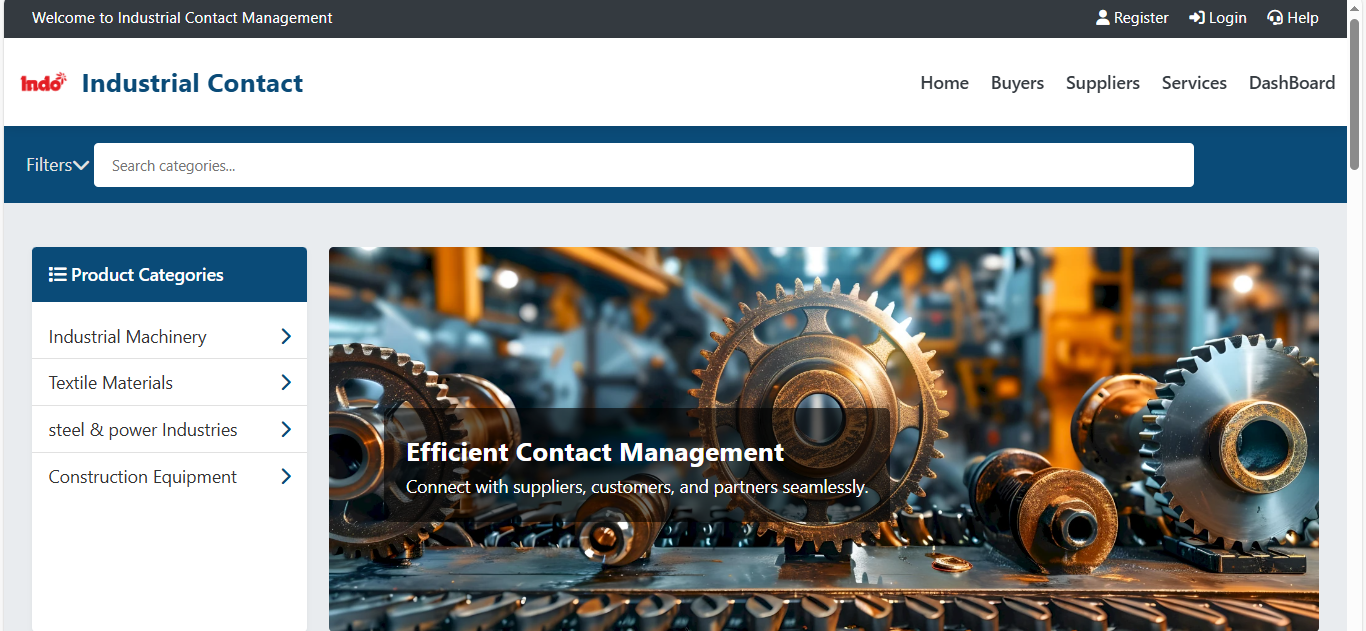 Welcome to Industrial Contact Management
Register Login Help
indo Industrial Contact
Home Buyers Suppliers Services DashBoard
Filters Search categories...
Product Categories
Industrial Machinery
Textile Materials
steel & power Industries
Construction Equipment
Efficient Contact Management
Connect with suppliers, customers, and partners seamlessly.